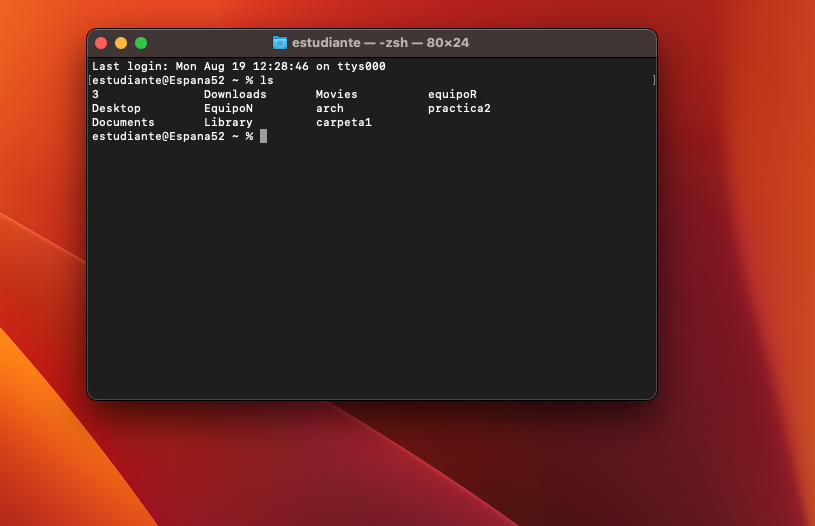 estudiante — -zsh — 80×24
Last login: Mon Aug 19 12:28:46 on ttys000
[estudiante@Espana52 ~ % ls ]
3 Downloads Movies equipoR
Desktop EquipoN arch practica2
Documents Library carpeta1
estudiante@Espana52 ~ %